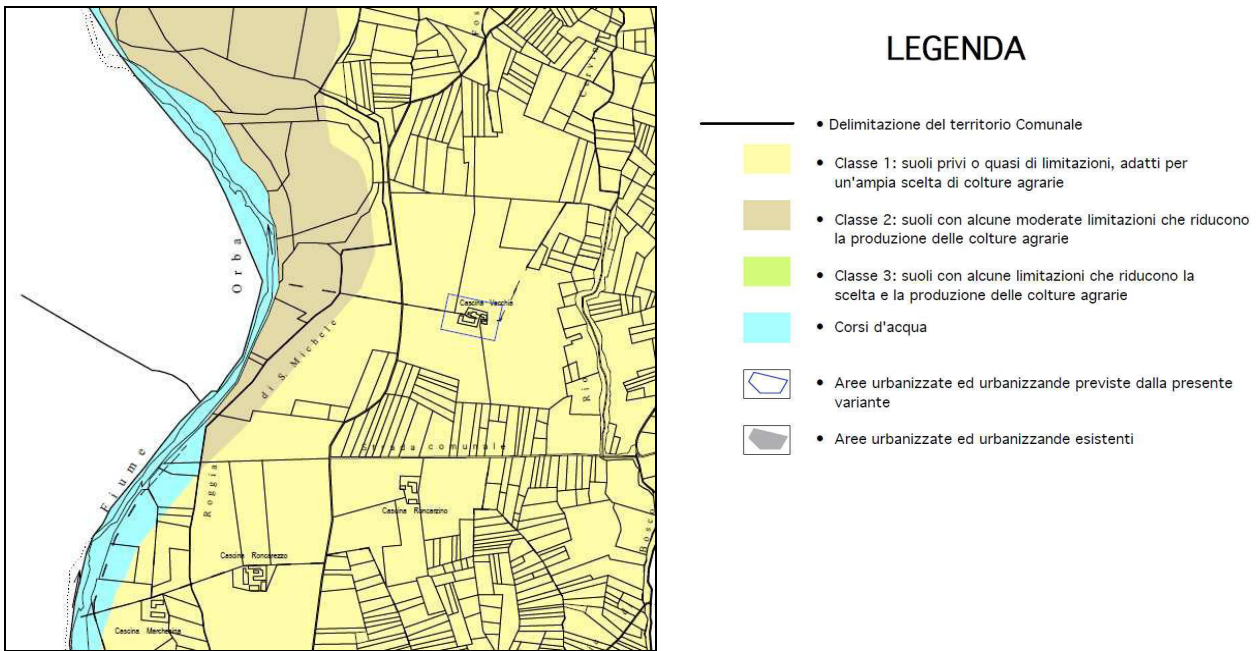 Orba
Fiume
di S. Michele
Roggia
Cascina Vecchia
Rio
Strada comunale
Cascina Roncarzino
Cascina Roncarezzo
Bosco
LEGENDA
• Delimitazione del territorio Comunale
• Classe 1: suoli privi o quasi di limitazioni, adatti per
un'ampia scelta di colture agrarie
• Classe 2: suoli con alcune moderate limitazioni che riducono
la produzione delle colture agrarie
• Classe 3: suoli con alcune limitazioni che riducono la
scelta e la produzione delle colture agrarie
• Corsi d'acqua
• Aree urbanizzate ed urbanizzande previste dalla presente
variante
• Aree urbanizzate ed urbanizzande esistenti